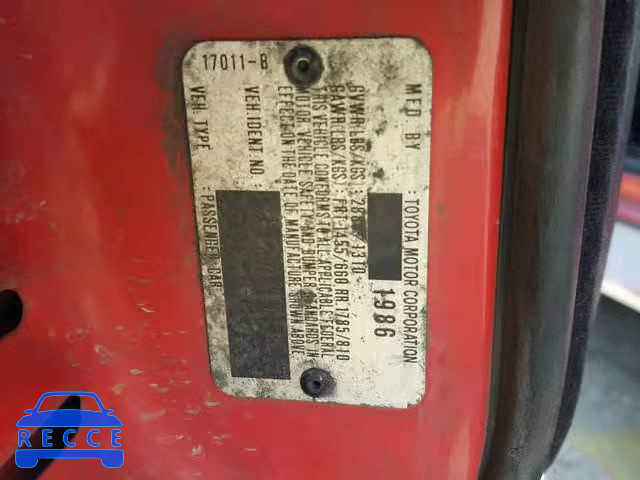 MFD. BY : TOYOTA MOTOR CORPORATION
1986
GVWR LBS/KGS): 1310
GAWR LBS/KGS): FR: 1455/660 RR: 1785/810
THIS VEHICLE CONFORMS TO ALL APPLICABLE FEDERAL
MOTOR VEHICLE SAFETY AND BUMPER STANDARDS IN
EFFECT ON THE DATE OF MANUFACTURE SHOWN ABOVE.
VEH.IDENT.NO. :
VEH. TYPE : PASSENGER CAR
17011-B
RECCE